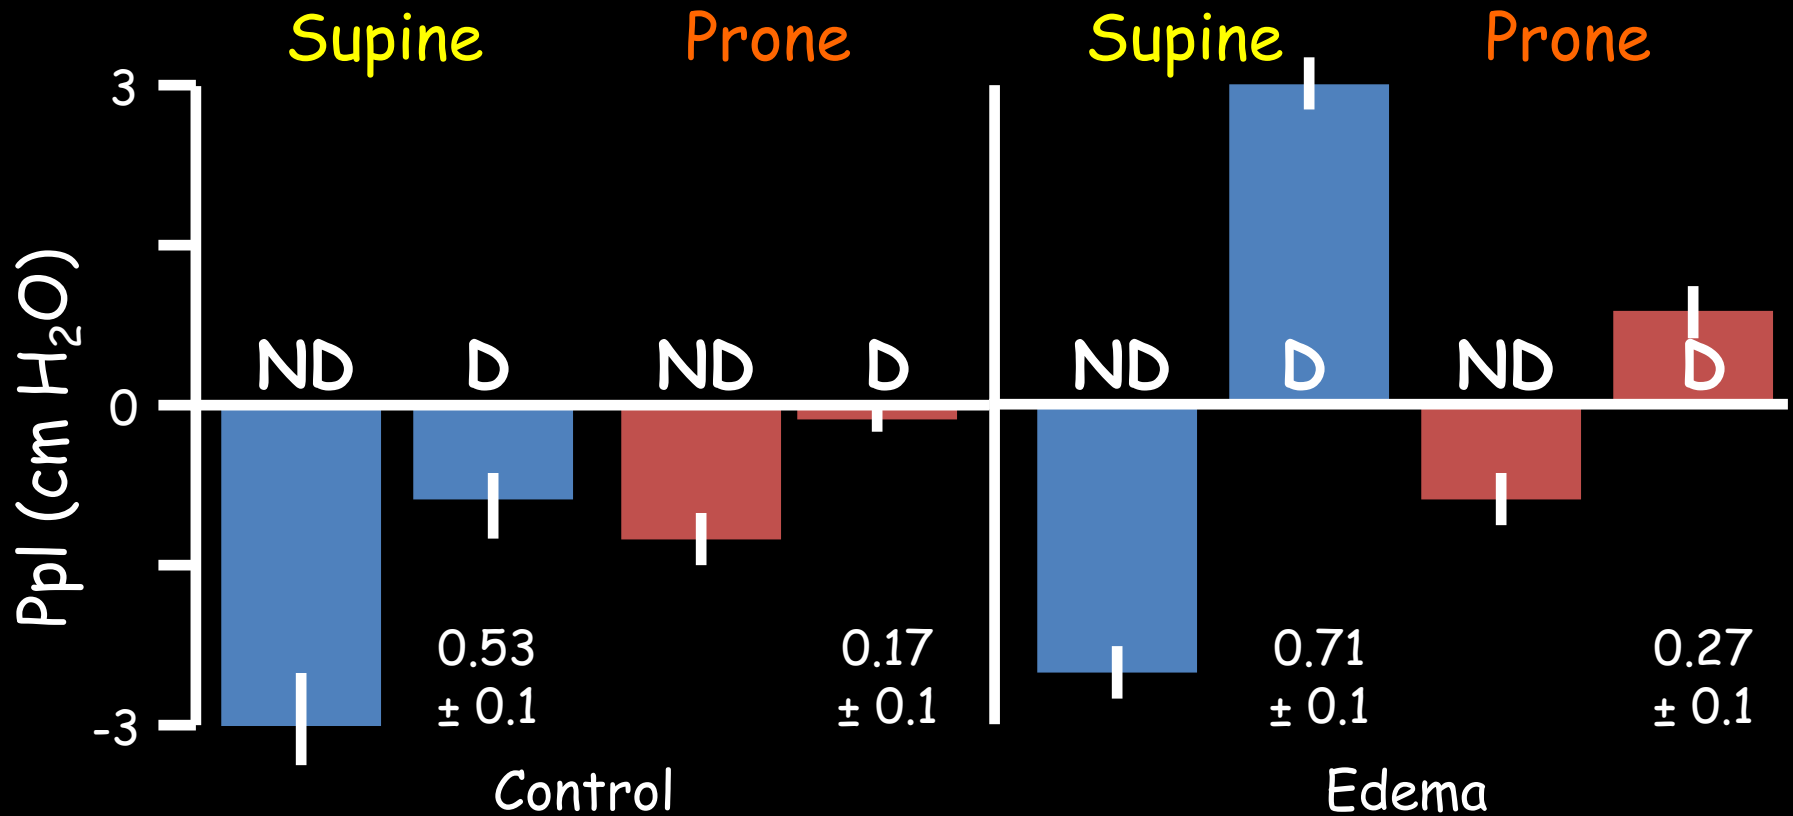 Supine Prone Supine Prone
3
0
-3
Ppl (cm H₂O)
ND D ND D ND D ND D
0.53 0.17 0.71 0.27
± 0.1 ± 0.1 ± 0.1 ± 0.1
Control Edema